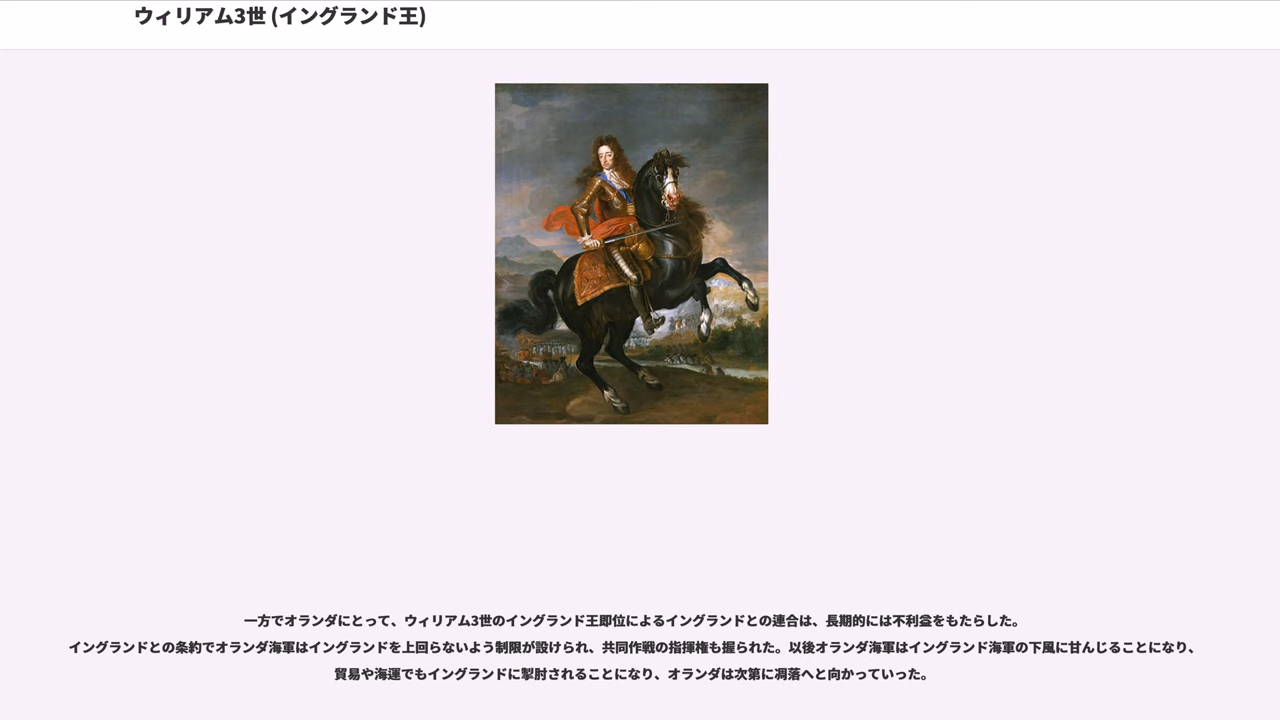 ウィリアム3世 (イングランド王)
一方でオランダにとって、ウィリアム3世のイングランド王即位によるイングランドとの連合は、長期的には不利益をもたらした。
イングランドとの条約でオランダ海軍はイングランドを上回らないよう制限が設けられ、共同作戦の指揮権も握られた。以後オランダ海軍はイングランド海軍の下風に甘んじることになり、
貿易や海運でもイングランドに掣肘されることになり、オランダは次第に凋落へと向かっていった。